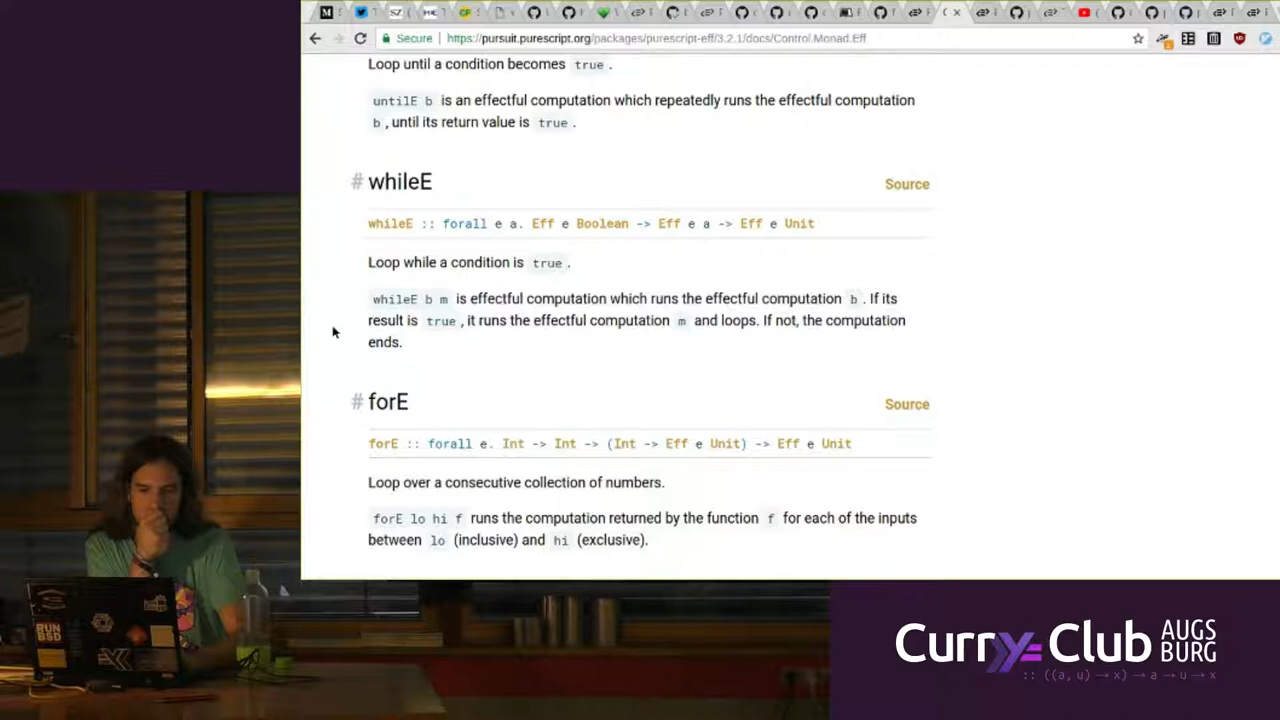 Secure https://pursuit.purescript.org/packages/purescript-eff/3.2.1/docs/Control.Monad.Eff
Loop until a condition becomes true .
untilE b is an effectful computation which repeatedly runs the effectful computation
b , until its return value is true .
# whileE Source
whileE :: forall e a. Eff e Boolean -> Eff e a -> Eff e Unit
Loop while a condition is true .
whileE b m is effectful computation which runs the effectful computation b . If its
result is true , it runs the effectful computation m and loops. If not, the computation
ends.
# forE Source
forE :: forall e. Int -> Int -> (Int -> Eff e Unit) -> Eff e Unit
Loop over a consecutive collection of numbers.
forE lo hi f runs the computation returned by the function f for each of the inputs
between lo (inclusive) and hi (exclusive).
RUN
BSD
Curry Club AUGS
BURG
:: ((a, u) → x) → a → u → x